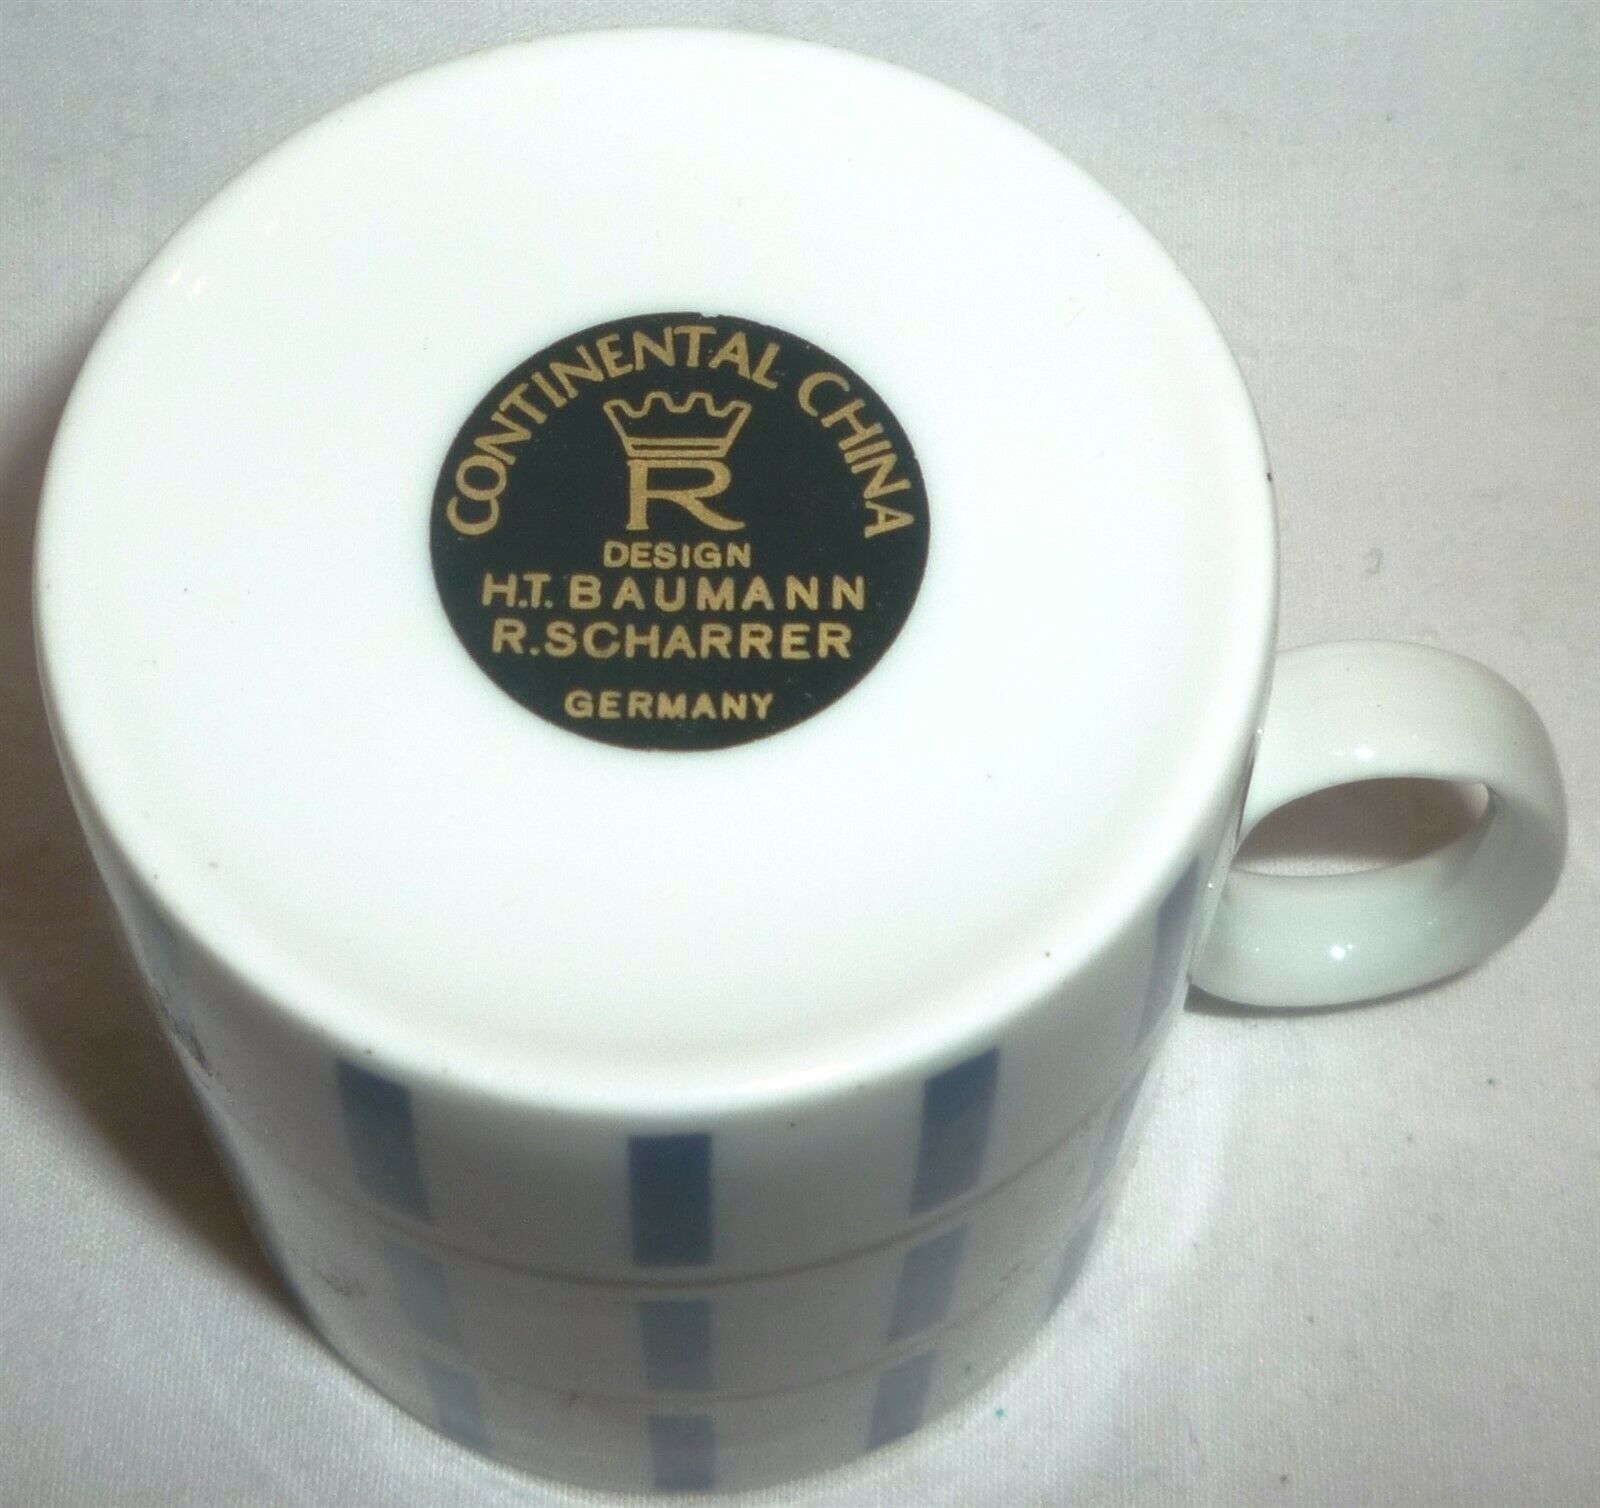 CONTINENTAL CHINA
R
DESIGN
H.T. BAUMANN
R. SCHARRER
GERMANY